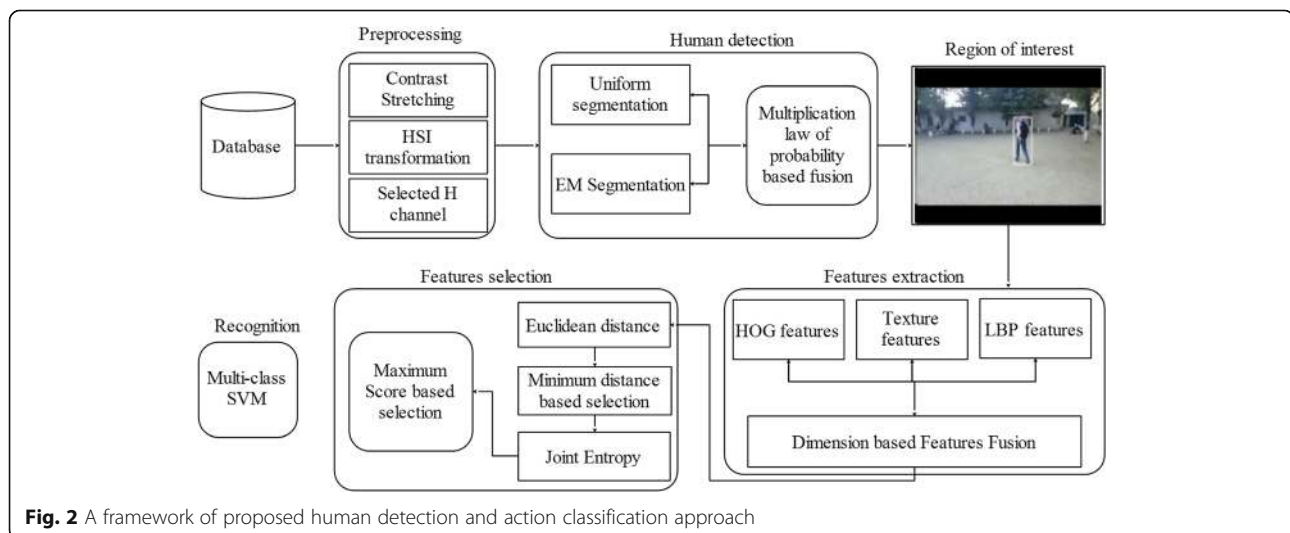 Preprocessing
Human detection
Region of interest
Database
Contrast
Stretching
HSI
transformation
Selected H
channel
Uniform
segmentation
EM Segmentation
Multiplication
law of
probability
based fusion
Features selection
Features extraction
Recognition
Multi-class
SVM
Maximum
Score based
selection
Euclidean distance
Minimum distance
based selection
Joint Entropy
HOG features
Texture
features
LBP features
Dimension based Features Fusion
Fig. 2 A framework of proposed human detection and action classification approach